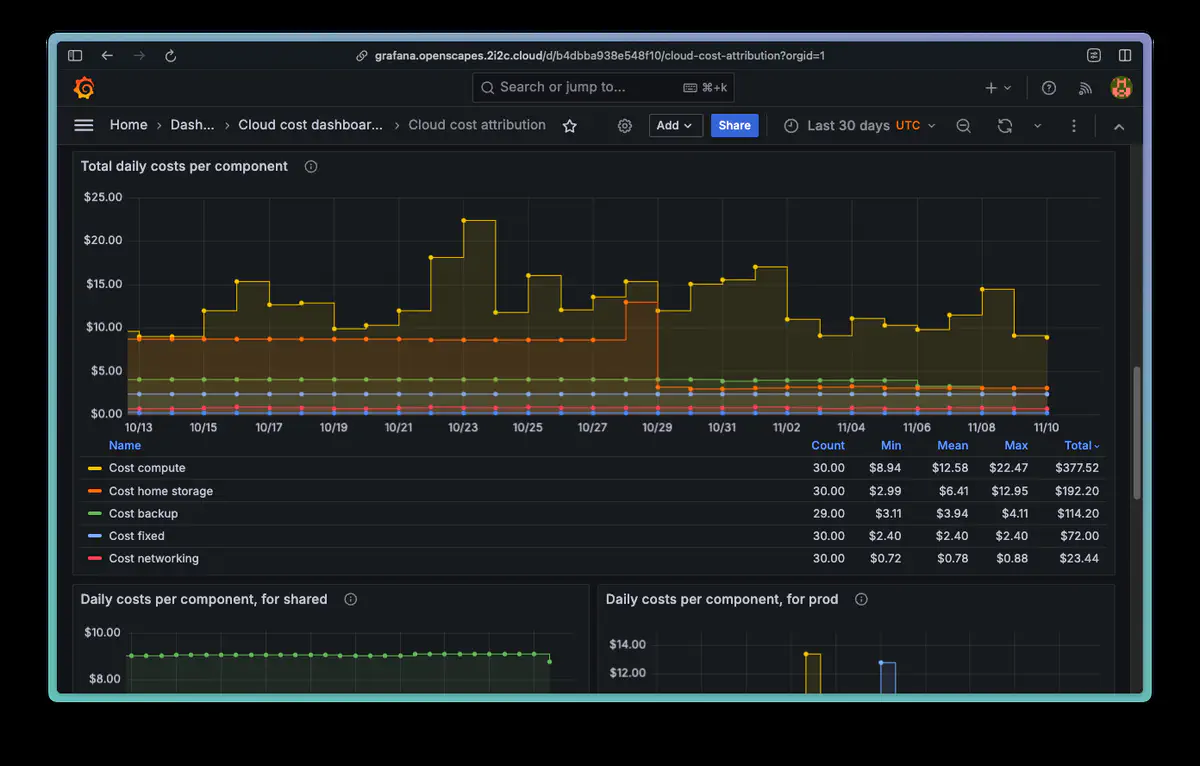 grafana.openscapes.2i2c.cloud/d/b4dbba938e548f10/cloud-cost-attribution?orgid=1
Search or jump to... ⌘+k
Home › Dash... › Cloud cost dashboar... › Cloud cost attribution Add Share Last 30 days UTC
Total daily costs per component
$25.00
$20.00
$15.00
$10.00
$5.00
$0.00
10/13 10/15 10/17 10/19 10/21 10/23 10/25 10/27 10/29 10/31 11/02 11/04 11/06 11/08 11/10
Name Count Min Mean Max Total
Cost compute 30.00 $8.94 $12.58 $22.47 $377.52
Cost home storage 30.00 $2.99 $6.41 $12.95 $192.20
Cost backup 29.00 $3.11 $3.94 $4.11 $114.20
Cost fixed 30.00 $2.40 $2.40 $2.40 $72.00
Cost networking 30.00 $0.72 $0.78 $0.88 $23.44
Daily costs per component, for shared
$10.00
$8.00
Daily costs per component, for prod
$14.00
$12.00